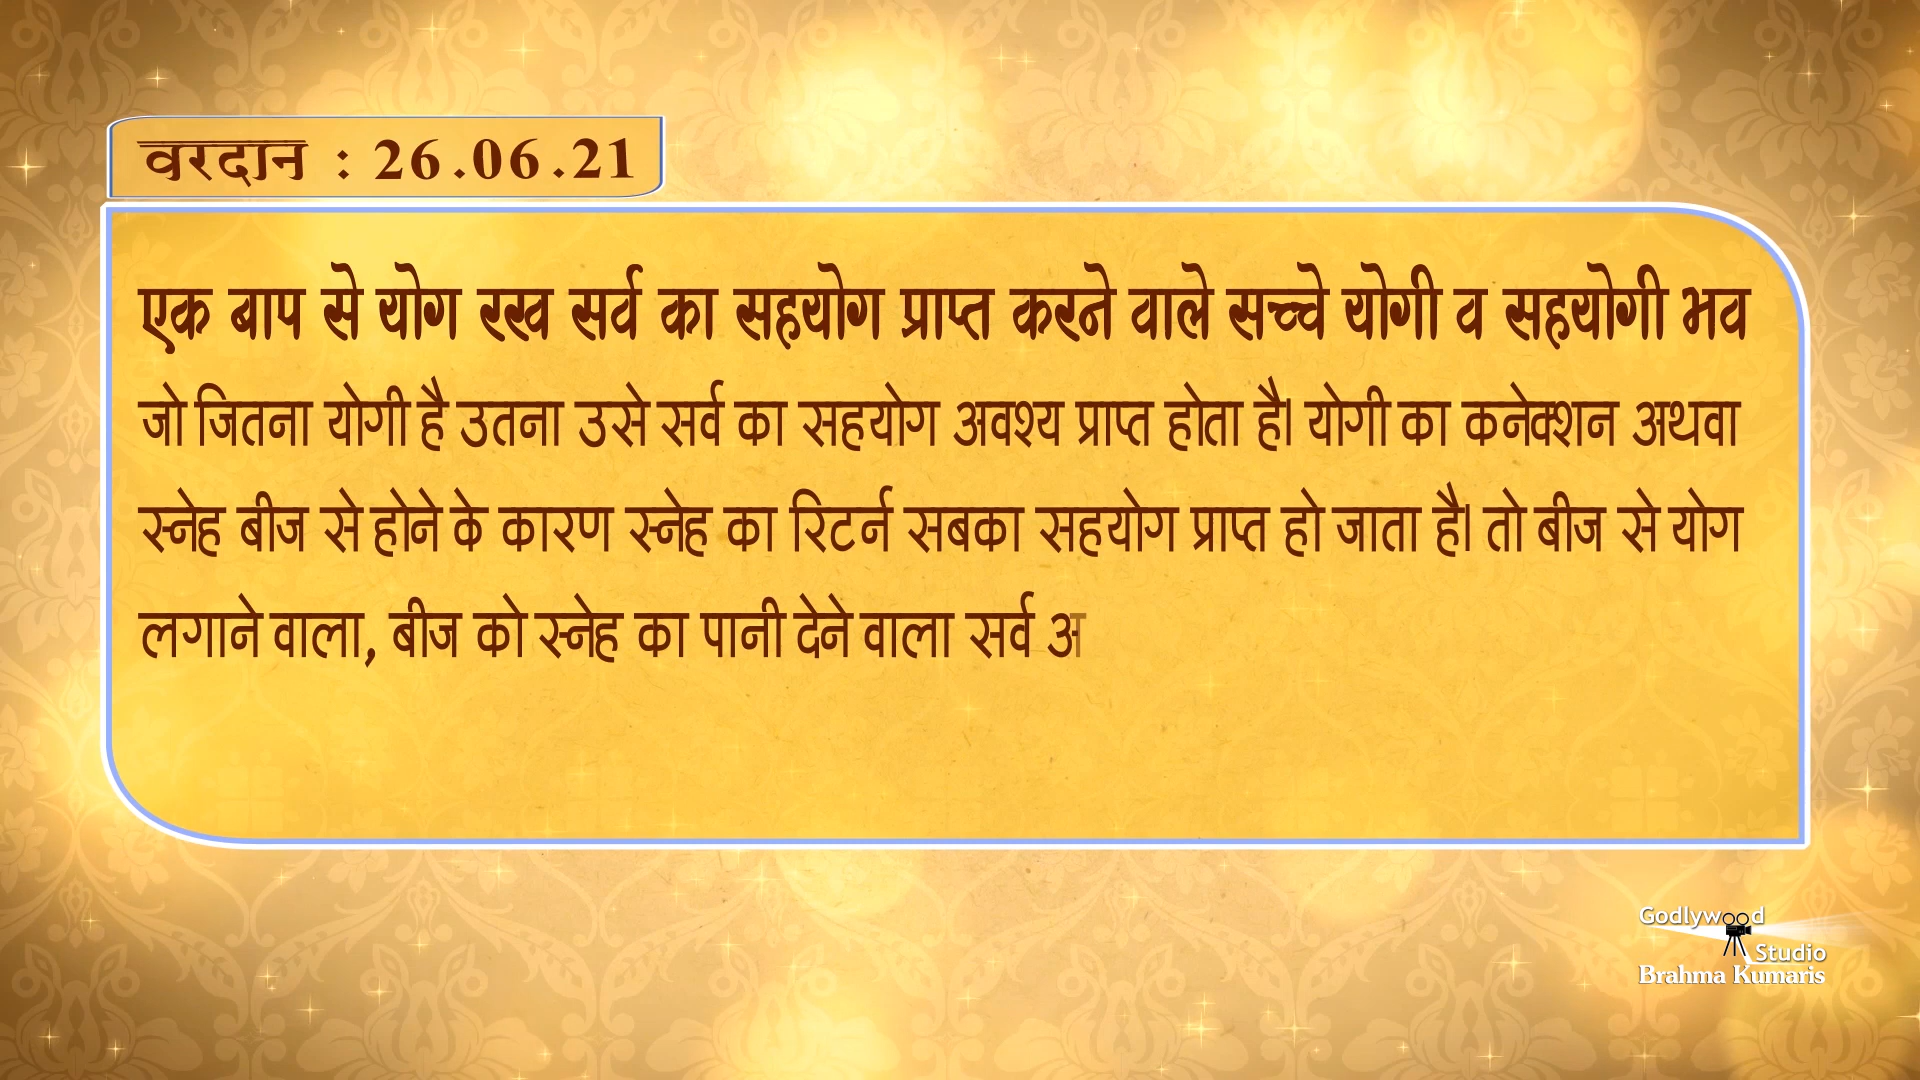 वरदान : 26.06.21
एक बाप से योग रख सर्व का सहयोग प्राप्त करने वाले सच्चे योगी व सहयोगी भव
जो जितना योगी है उतना उसे सर्व का सहयोग अवश्य प्राप्त होता है। योगी का कनेक्शन अथवा
स्नेह बीज से होने के कारण स्नेह का रिटर्न सबका सहयोग प्राप्त हो जाता है। तो बीज से योग
लगाने वाला, बीज को स्नेह का पानी देने वाला सर्व अ
Godlywood
Studio
Brahma Kumaris